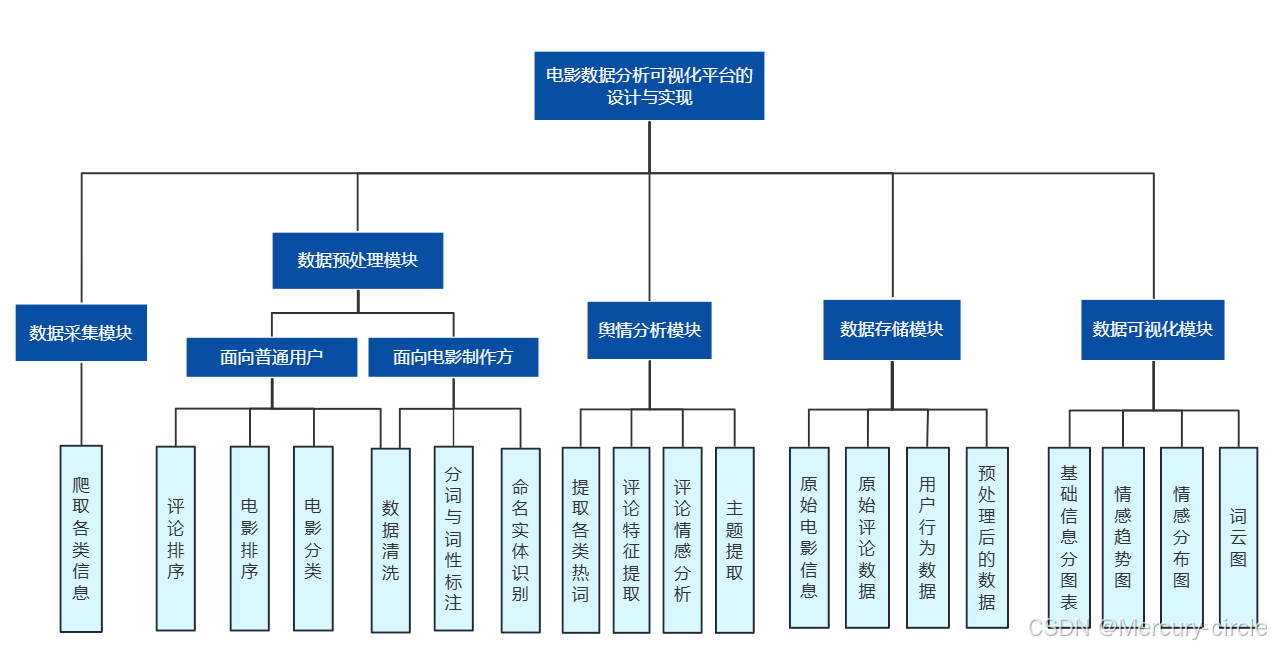 电影数据分析可视化平台的
设计与实现
数据预处理模块
数据采集模块
舆情分析模块
数据存储模块
数据可视化模块
面向普通用户
面向电影制作方
爬取各类信息
评论排序
电影排序
电影分类
数据清洗
分词与词性标注
命名实体识别
提取各类热词
评论特征提取
评论情感分析
主题提取
原始电影信息
原始评论数据
用户行为数据
预处理后的数据
基础信息分图表
情感趋势图
情感分布图
词云图
CSDN @Mercury-circle